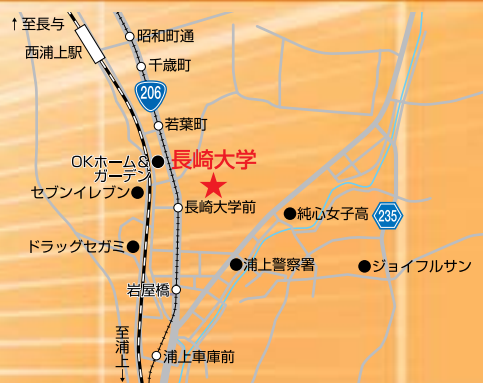 ↑至長与
西浦上駅
昭和町通
千歳町
206
若葉町
OKホーム&
ガーデン
長崎大学
セブンイレブン
長崎大学前
純心女子高
235
ドラッグセガミ
浦上警察署
ジョイフルサン
岩屋橋
至浦上→
浦上車庫前